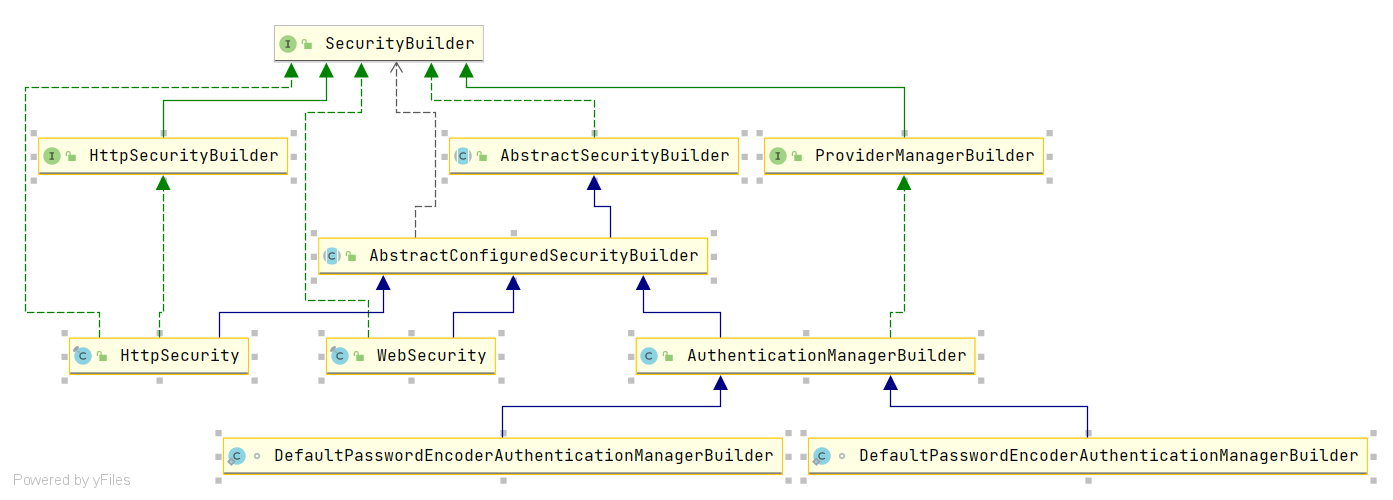 SecurityBuilder
HttpSecurityBuilder
AbstractSecurityBuilder
ProviderManagerBuilder
AbstractConfiguredSecurityBuilder
HttpSecurity
WebSecurity
AuthenticationManagerBuilder
DefaultPasswordEncoderAuthenticationManagerBuilder
DefaultPasswordEncoderAuthenticationManagerBuilder
Powered by yFiles